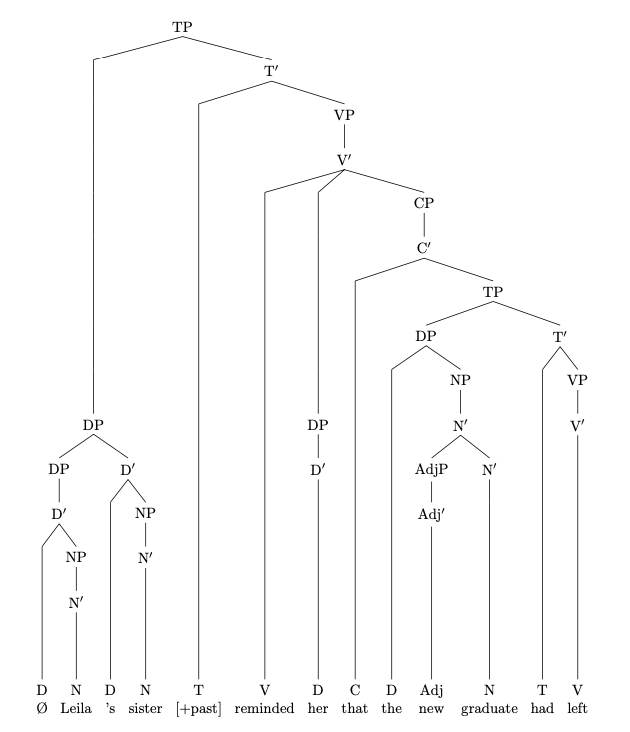 TP
T′
VP
V′
CP
C′
TP
DP T′
NP VP
DP DP N′ V′
DP D′ D′ AdjP N′
D′ NP Adj′
NP N′
N′
D N D N T V D C D Adj N T V
Ø Leila 's sister [+past] reminded her that the new graduate had left